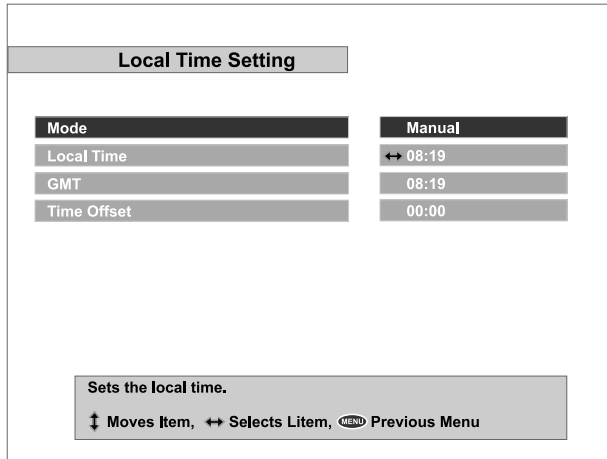 Local Time Setting
Mode Manual
Local Time ↔ 08:19
GMT 08:19
Time Offset 00:00
Sets the local time.
↕ Moves Item, ↔ Selects Litem, MENU Previous Menu